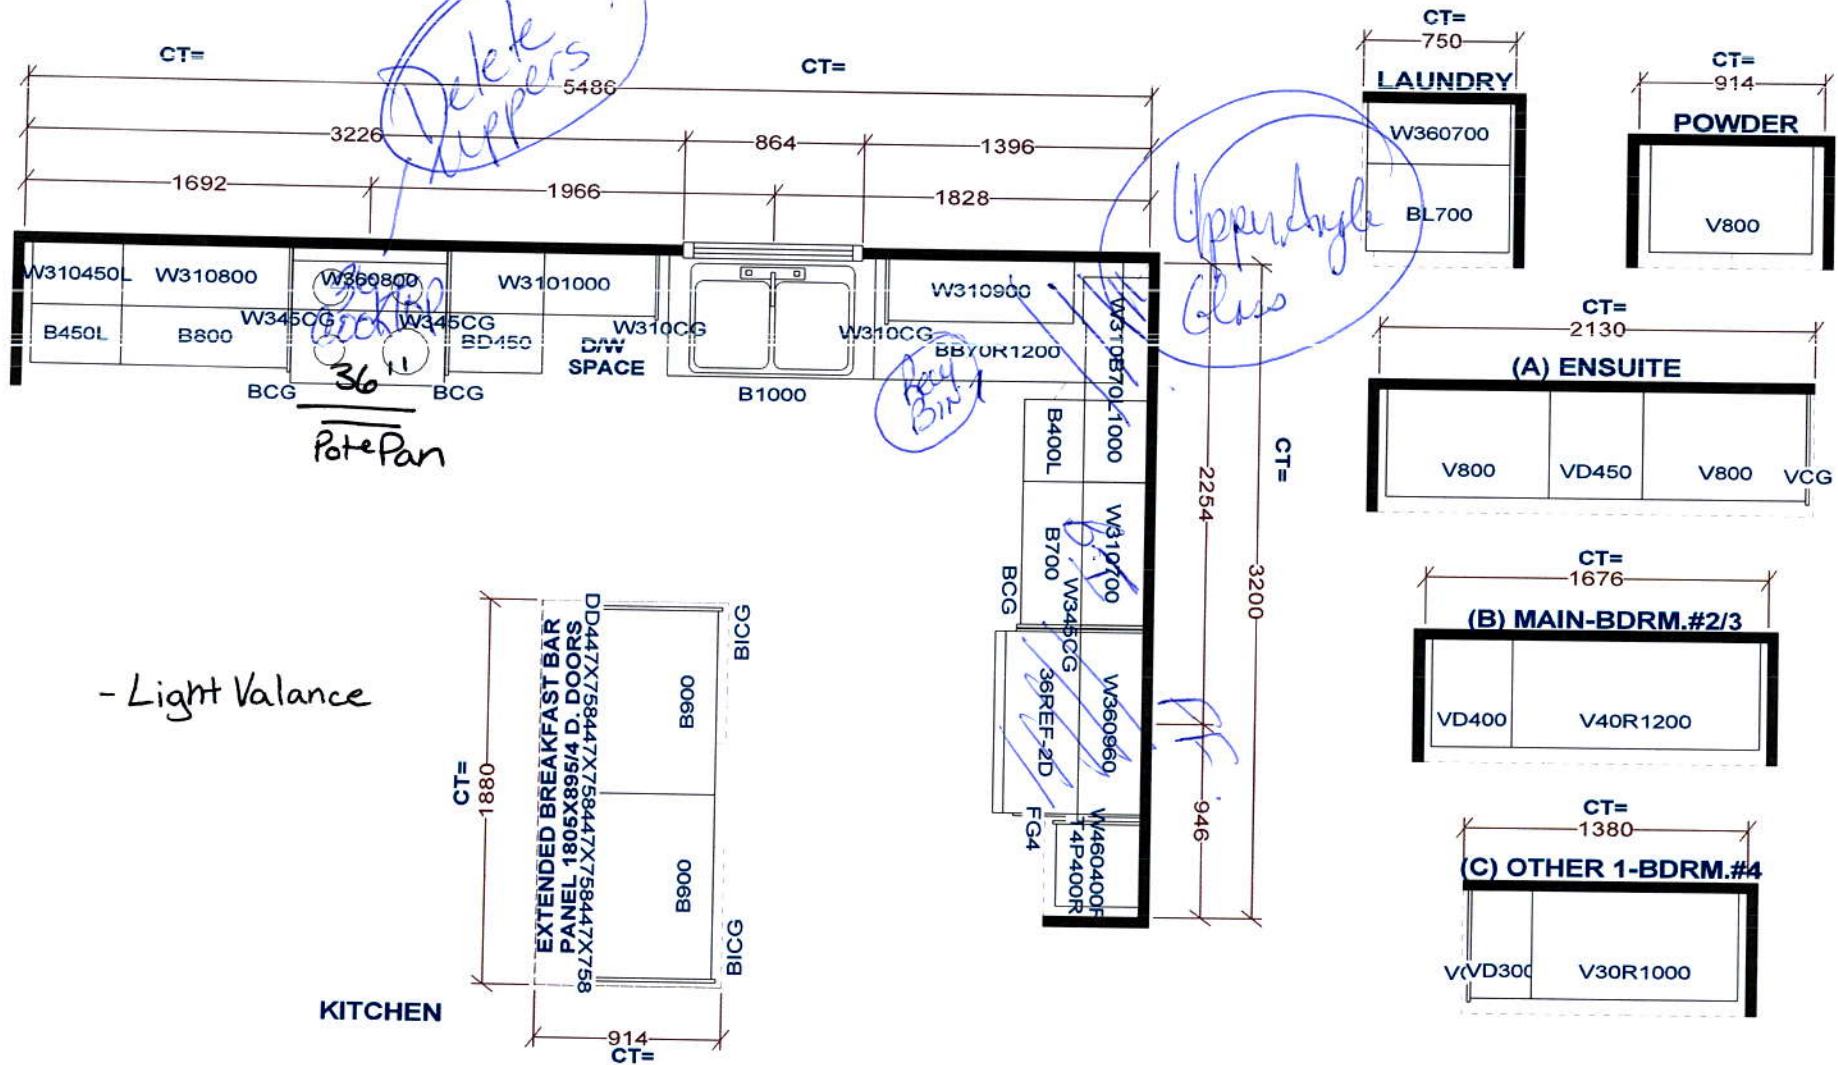 CT=
CT=
CT=
CT=
Delete
Uppers
5486
750
914
LAUNDRY
POWDER
3226
864
1396
1692
1966
1828
W360700
BL700
V800
Upper Angle
Glass
W310450L
W310800
W360800
W3101000
W310900
W310B70L1000
B450L
B800
W345CG
COOKTOP
W345CG
BD450
D/W
SPACE
W310CG
W310CG
BB70R1200
BCG
36"
BCG
B1000
Recy
BIN
Pot&Pan
B400L
2254
CT=
3200
B700
W310700
BCG
W345CG
36REF-2D
W360960
946
FG4
W460400R
T4P400R
CT=
2130
(A) ENSUITE
V800
VD450
V800
VCG
CT=
1676
(B) MAIN-BDRM.#2/3
VD400
V40R1200
CT=
1380
(C) OTHER 1-BDRM.#4
VD300
V30R1000
- Light Valance
CT=
1880
EXTENDED BREAKFAST BAR
PANEL 1805X895/4 D. DOORS
DD447X758447X758447X758447X758
B900
B900
BICG
BICG
KITCHEN
914
CT=